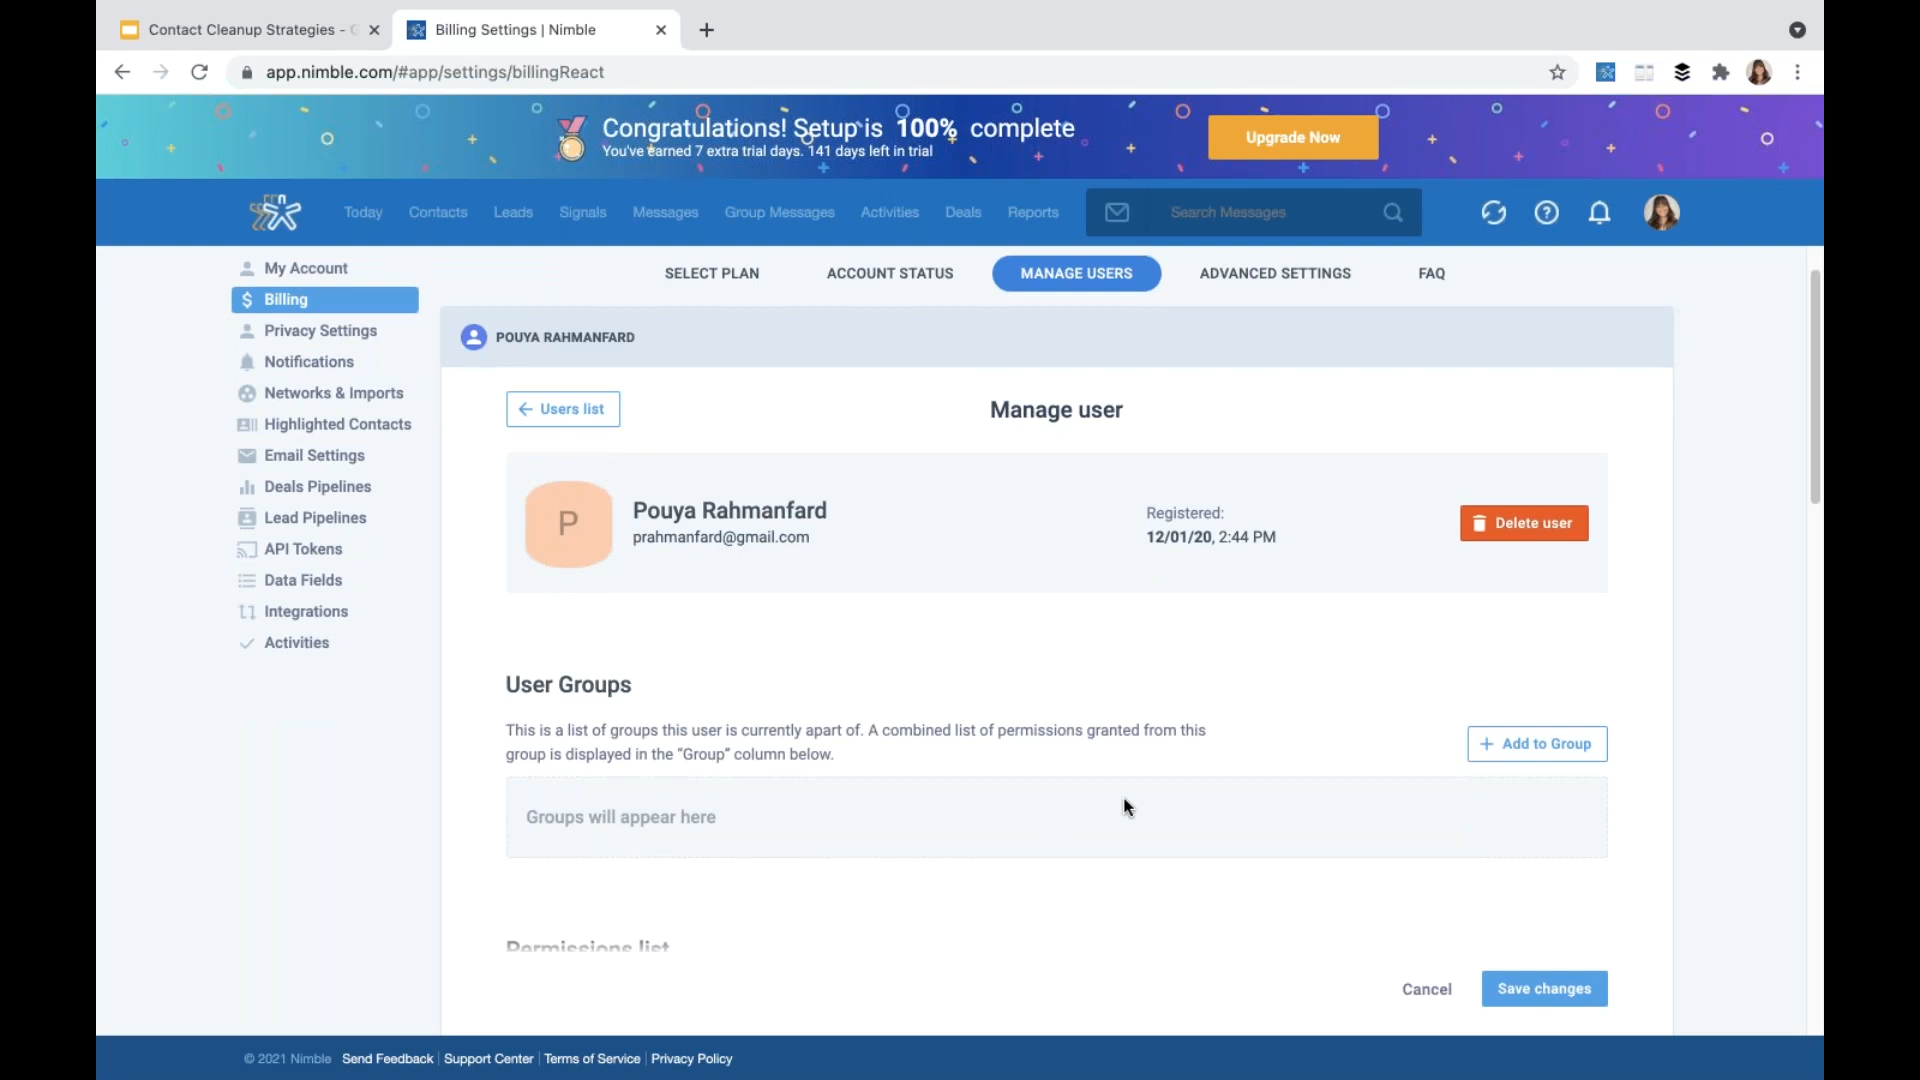 Contact Cleanup Strategies -
Billing Settings | Nimble
app.nimble.com/#app/settings/billingReact
Congratulations! Setup is 100% complete
You've earned 7 extra trial days. 141 days left in trial
Upgrade Now
Today Contacts Leads Signals Messages Group Messages Activities Deals Reports
Search Messages
My Account
Billing
Privacy Settings
Notifications
Networks & Imports
Highlighted Contacts
Email Settings
Deals Pipelines
Lead Pipelines
API Tokens
Data Fields
Integrations
Activities
SELECT PLAN ACCOUNT STATUS MANAGE USERS ADVANCED SETTINGS FAQ
POUYA RAHMANFARD
Users list
Manage user
P
Pouya Rahmanfard
prahmanfard@gmail.com
Registered:
12/01/20, 2:44 PM
Delete user
User Groups
This is a list of groups this user is currently apart of. A combined list of permissions granted from this
group is displayed in the “Group” column below.
Add to Group
Groups will appear here
Permissions list
Cancel
Save changes
© 2021 Nimble Send Feedback | Support Center | Terms of Service | Privacy Policy